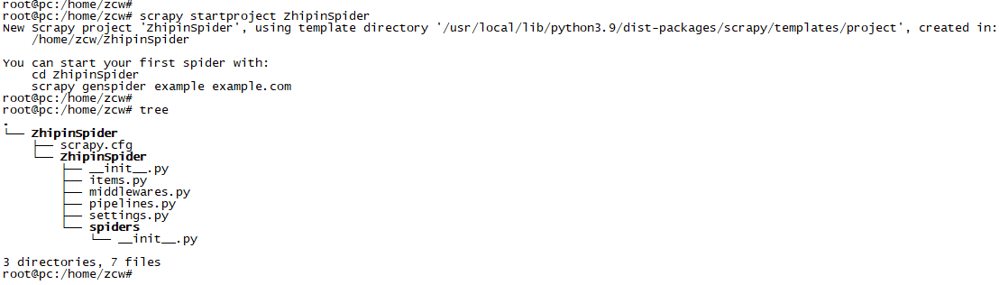 root@pc:/home/zcw#
root@pc:/home/zcw# scrapy startproject ZhipinSpider
New Scrapy project 'ZhipinSpider', using template directory '/usr/local/lib/python3.9/dist-packages/scrapy/templates/project', created in:
    /home/zcw/ZhipinSpider

You can start your first spider with:
    cd ZhipinSpider
    scrapy genspider example example.com
root@pc:/home/zcw#
root@pc:/home/zcw# tree
.
└── ZhipinSpider
    ├── scrapy.cfg
    └── ZhipinSpider
        ├── __init__.py
        ├── items.py
        ├── middlewares.py
        ├── pipelines.py
        ├── settings.py
        └── spiders
            └── __init__.py

3 directories, 7 files
root@pc:/home/zcw#